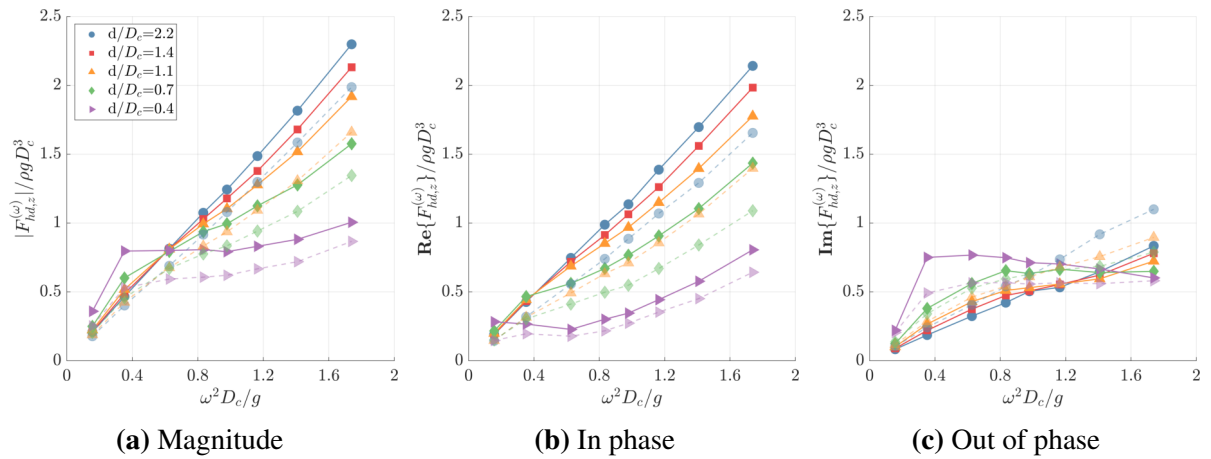 2.5
2
1.5
1
0.5
0
0 0.4 0.8 1.2 1.6 2
|F_{hd,z}^{(ω)}|/ρgD_c^3
ω²D_c/g
d/D_c=2.2
d/D_c=1.4
d/D_c=1.1
d/D_c=0.7
d/D_c=0.4
(a) Magnitude
2.5
2
1.5
1
0.5
0
0 0.4 0.8 1.2 1.6 2
Re{F_{hd,z}^{(ω)}}/ρgD_c^3
ω²D_c/g
(b) In phase
2.5
2
1.5
1
0.5
0
0 0.4 0.8 1.2 1.6 2
Im{F_{hd,z}^{(ω)}}/ρgD_c^3
ω²D_c/g
(c) Out of phase